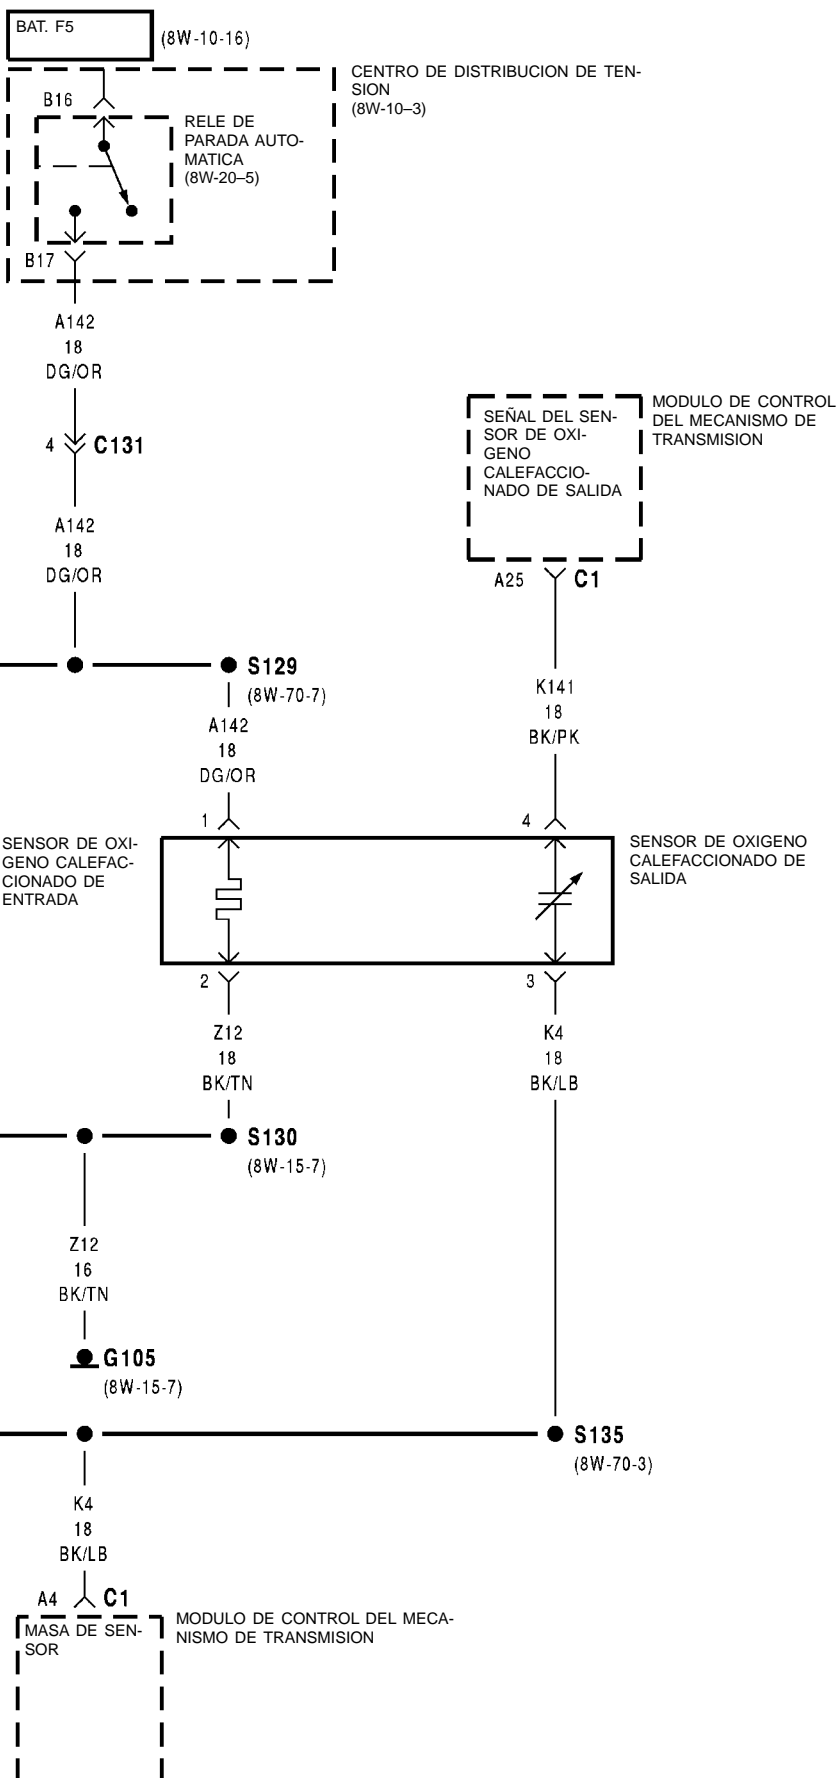 BAT. F5
(8W-10-16)
CENTRO DE DISTRIBUCION DE TEN-
SION
(8W-10–3)
B16
RELE DE
PARADA AUTO-
MATICA
(8W-20–5)
B17
A142
18
DG/OR
4
C131
A142
18
DG/OR
MODULO DE CONTROL
DEL MECANISMO DE
TRANSMISION
SEÑAL DEL SEN-
SOR DE OXI-
GENO
CALEFACCIO-
NADO DE SALIDA
A25
C1
S129
(8W-70-7)
A142
18
DG/OR
K141
18
BK/PK
1
4
SENSOR DE OXI-
GENO CALEFAC-
CIONADO DE
ENTRADA
SENSOR DE OXIGENO
CALEFACCIONADO DE
SALIDA
2
3
Z12
18
BK/TN
K4
18
BK/LB
S130
(8W-15-7)
Z12
16
BK/TN
G105
(8W-15-7)
S135
(8W-70-3)
K4
18
BK/LB
A4
C1
MASA DE SEN-
SOR
MODULO DE CONTROL DEL MECA-
NISMO DE TRANSMISION